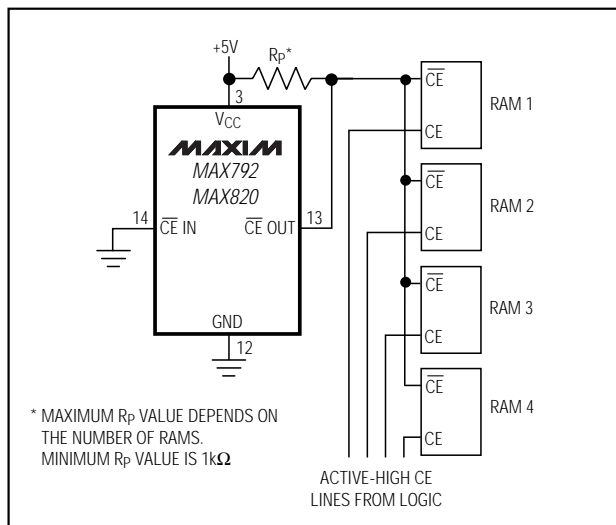 +5V
RP*
3
VCC
MAXIM
MAX792
MAX820
14
CE IN
CE OUT
13
GND
12
CE
RAM 1
CE
CE
RAM 2
CE
CE
RAM 3
CE
CE
RAM 4
CE
* MAXIMUM RP VALUE DEPENDS ON
THE NUMBER OF RAMS.
MINIMUM RP VALUE IS 1kΩ
ACTIVE-HIGH CE
LINES FROM LOGIC